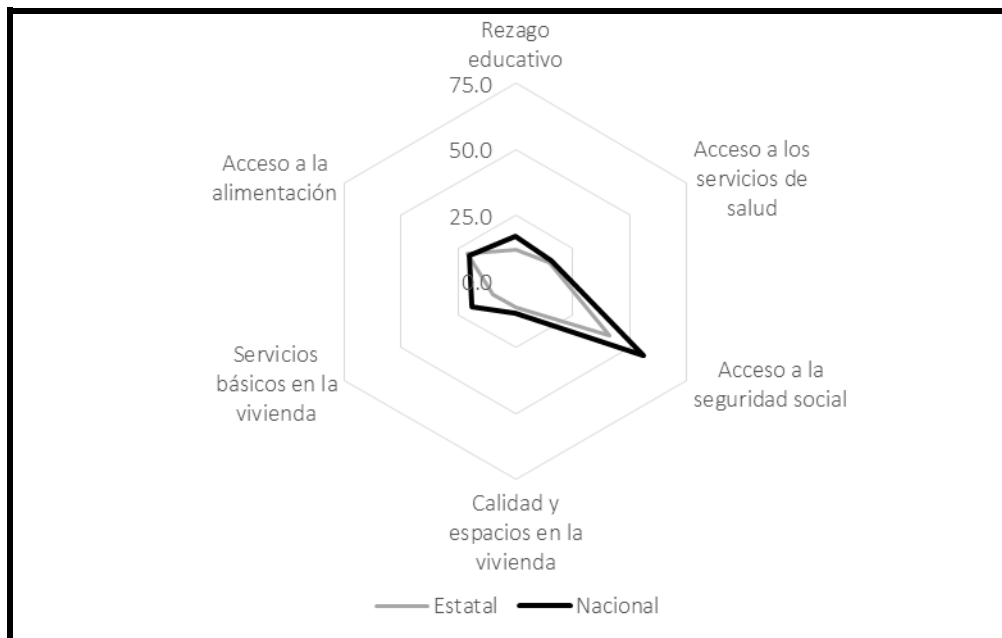 Rezago
educativo
75.0
50.0
25.0
0.0
Acceso a los
servicios de
salud
Acceso a la
seguridad social
Calidad y
espacios en la
vivienda
Servicios
básicos en la
vivienda
Acceso a la
alimentación
Estatal
Nacional